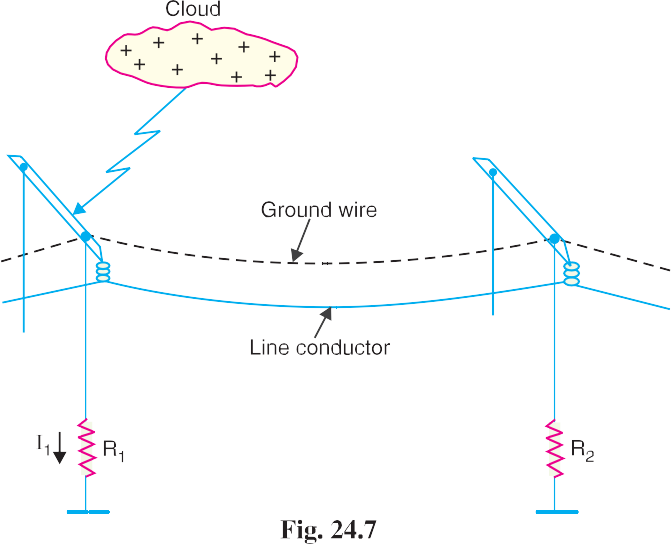 Cloud
+ + + + + + + + + +
Ground wire
Line conductor
I₁ R₁ R₂
Fig. 24.7